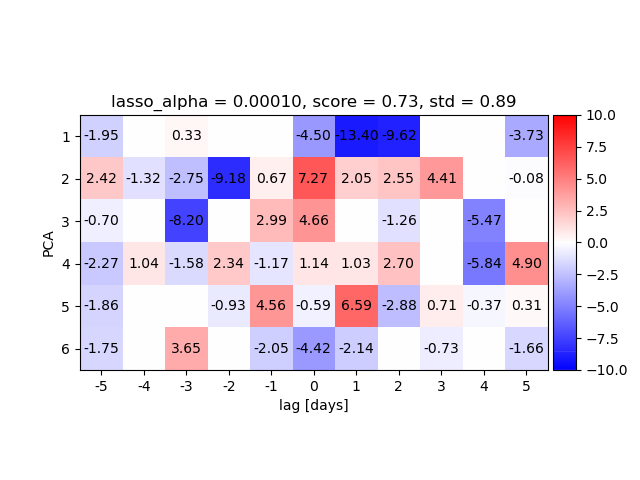 lasso_alpha = 0.00010, score = 0.73, std = 0.89
1 -1.95 0.33 -4.50 -13.40 -9.62 -3.73
2 2.42 -1.32 -2.75 -9.18 0.67 7.27 2.05 2.55 4.41 -0.08
3 -0.70 -8.20 2.99 4.66 -1.26 -5.47
4 -2.27 1.04 -1.58 2.34 -1.17 1.14 1.03 2.70 -5.84 4.90
5 -1.86 -0.93 4.56 -0.59 6.59 -2.88 0.71 -0.37 0.31
6 -1.75 3.65 -2.05 -4.42 -2.14 -0.73 -1.66
-5 -4 -3 -2 -1 0 1 2 3 4 5
lag [days]
PCA
10.0
7.5
5.0
2.5
0.0
−2.5
−5.0
−7.5
−10.0